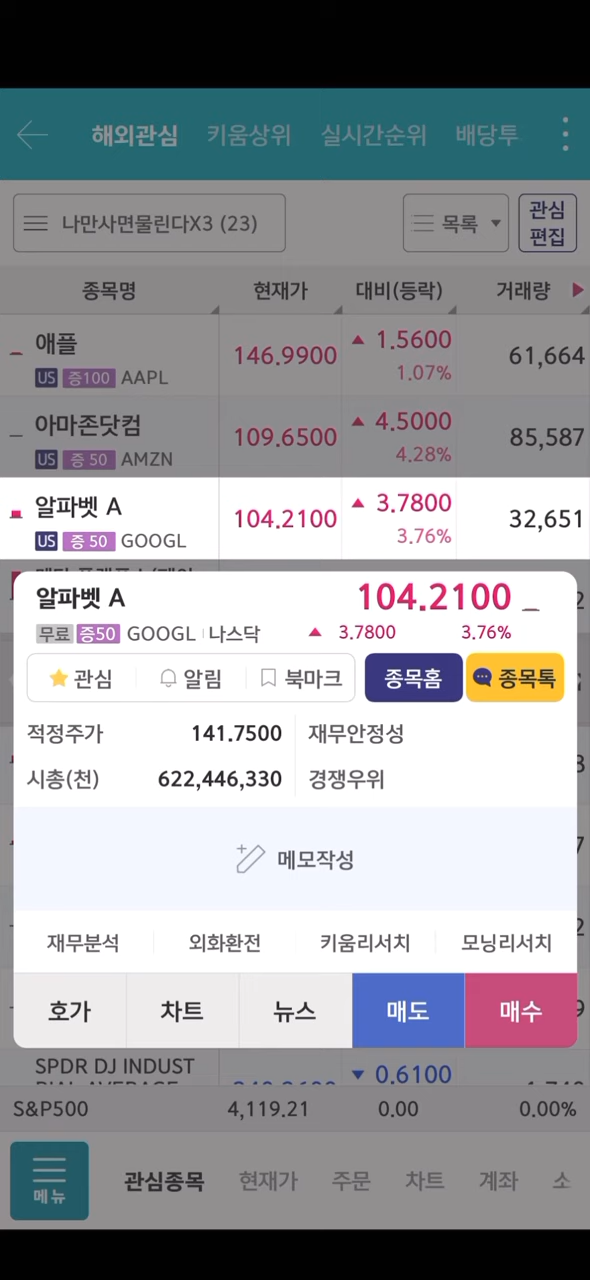 해외관심 키움상위 실시간순위 배당투
나만사면물린다X3 (23) 목록 관심 편집
종목명 현재가 대비(등락) 거래량
애플 146.9900 1.5600 61,664
US 증100 AAPL 1.07%
아마존닷컴 109.6500 4.5000 85,587
US 증 50 AMZN 4.28%
알파벳 A 104.2100 3.7800 32,651
US 증 50 GOOGL 3.76%
알파벳 A 104.2100
무료 증50 GOOGL 나스닥 3.7800 3.76%
관심 알림 북마크 종목홈 종목톡
적정주가 141.7500 재무안정성
시총(천) 622,446,330 경쟁우위
메모작성
재무분석 외화환전 키움리서치 모닝리서치
호가 차트 뉴스 매도 매수
SPDR DJ INDUST 0.6100
S&P500 4,119.21 0.00 0.00%
메뉴 관심종목 현재가 주문 차트 계좌 소